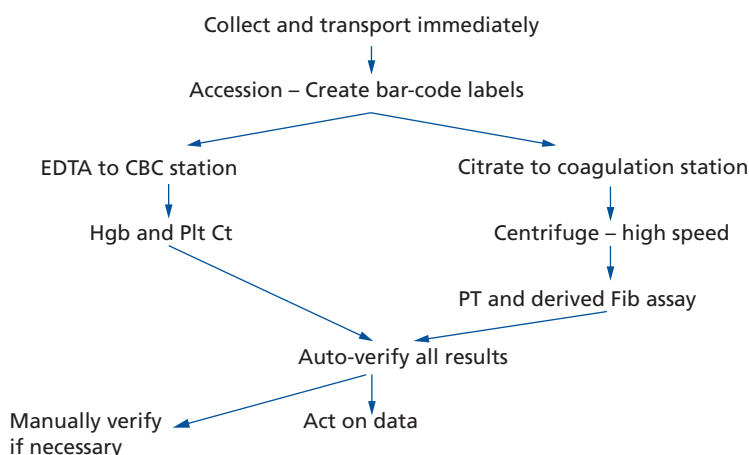 Collect and transport immediately
Accession – Create bar-code labels
EDTA to CBC station
Citrate to coagulation station
Hgb and Plt Ct
Centrifuge – high speed
PT and derived Fib assay
Auto-verify all results
Manually verify
if necessary
Act on data